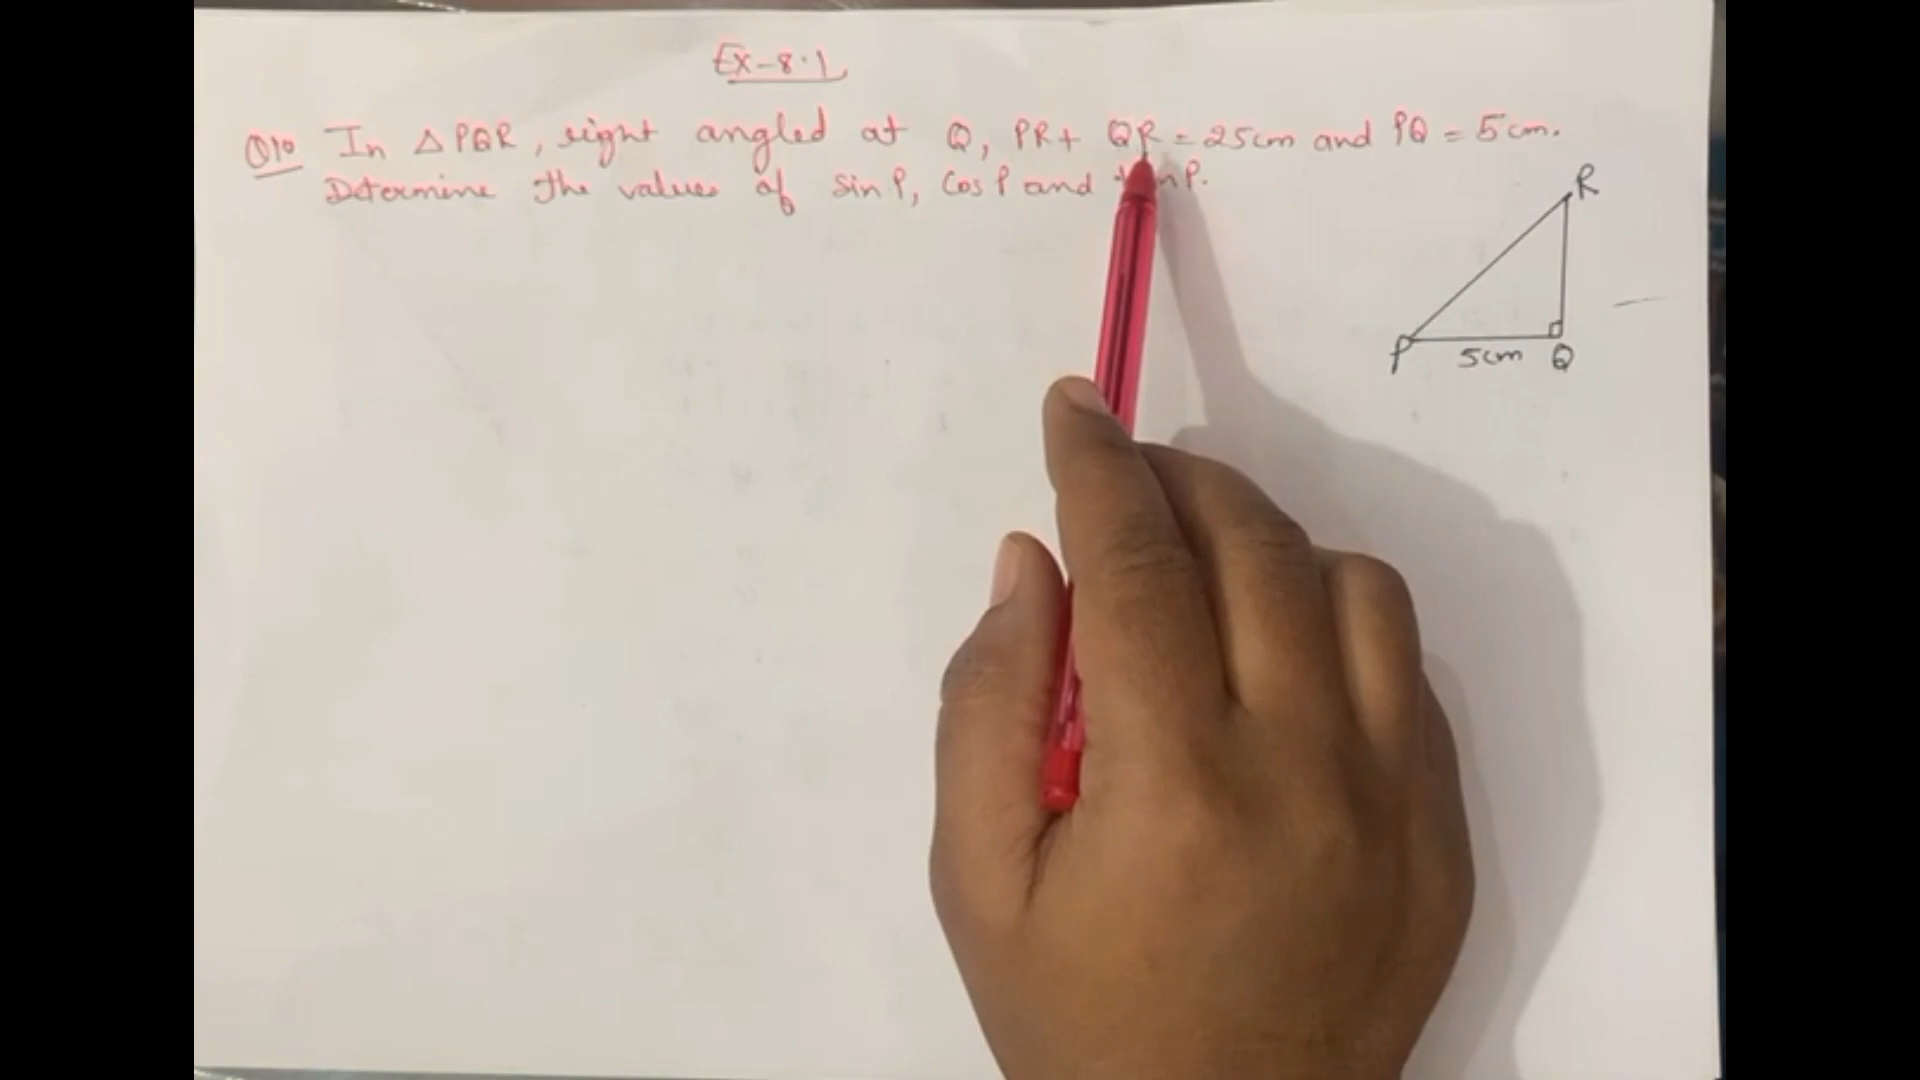 Ex-8.1
Q10 In △PQR, right angled at Q, PR+ QR = 25cm and PQ = 5cm.
Determine the values of sin P, Cos P and P.
R
P 5cm Q